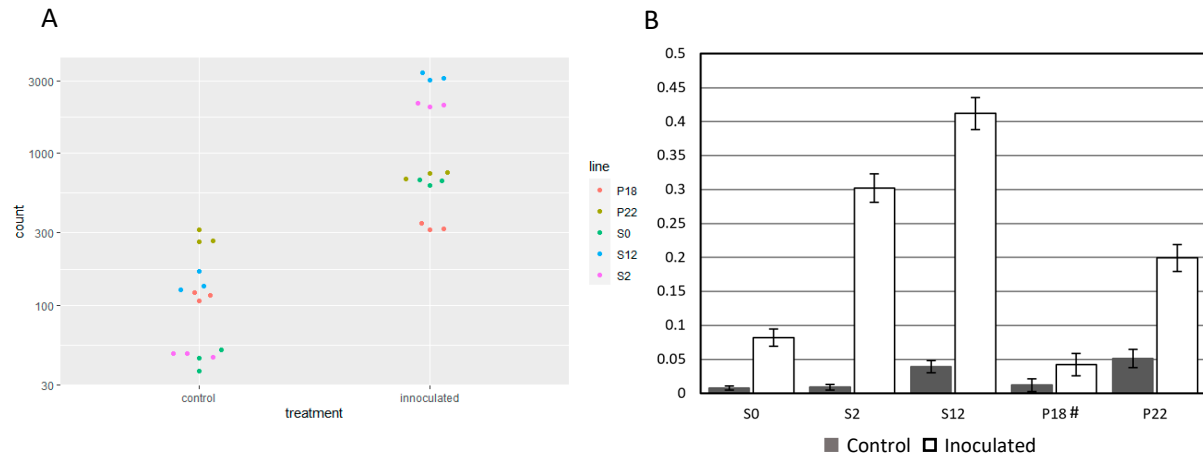 A
3000
1000
300
100
30
count
control
innoculated
treatment
line
P18
P22
S0
S12
S2
B
0.5
0.45
0.4
0.35
0.3
0.25
0.2
0.15
0.1
0.05
0
S0 S2 S12 P18 # P22
Control Inoculated